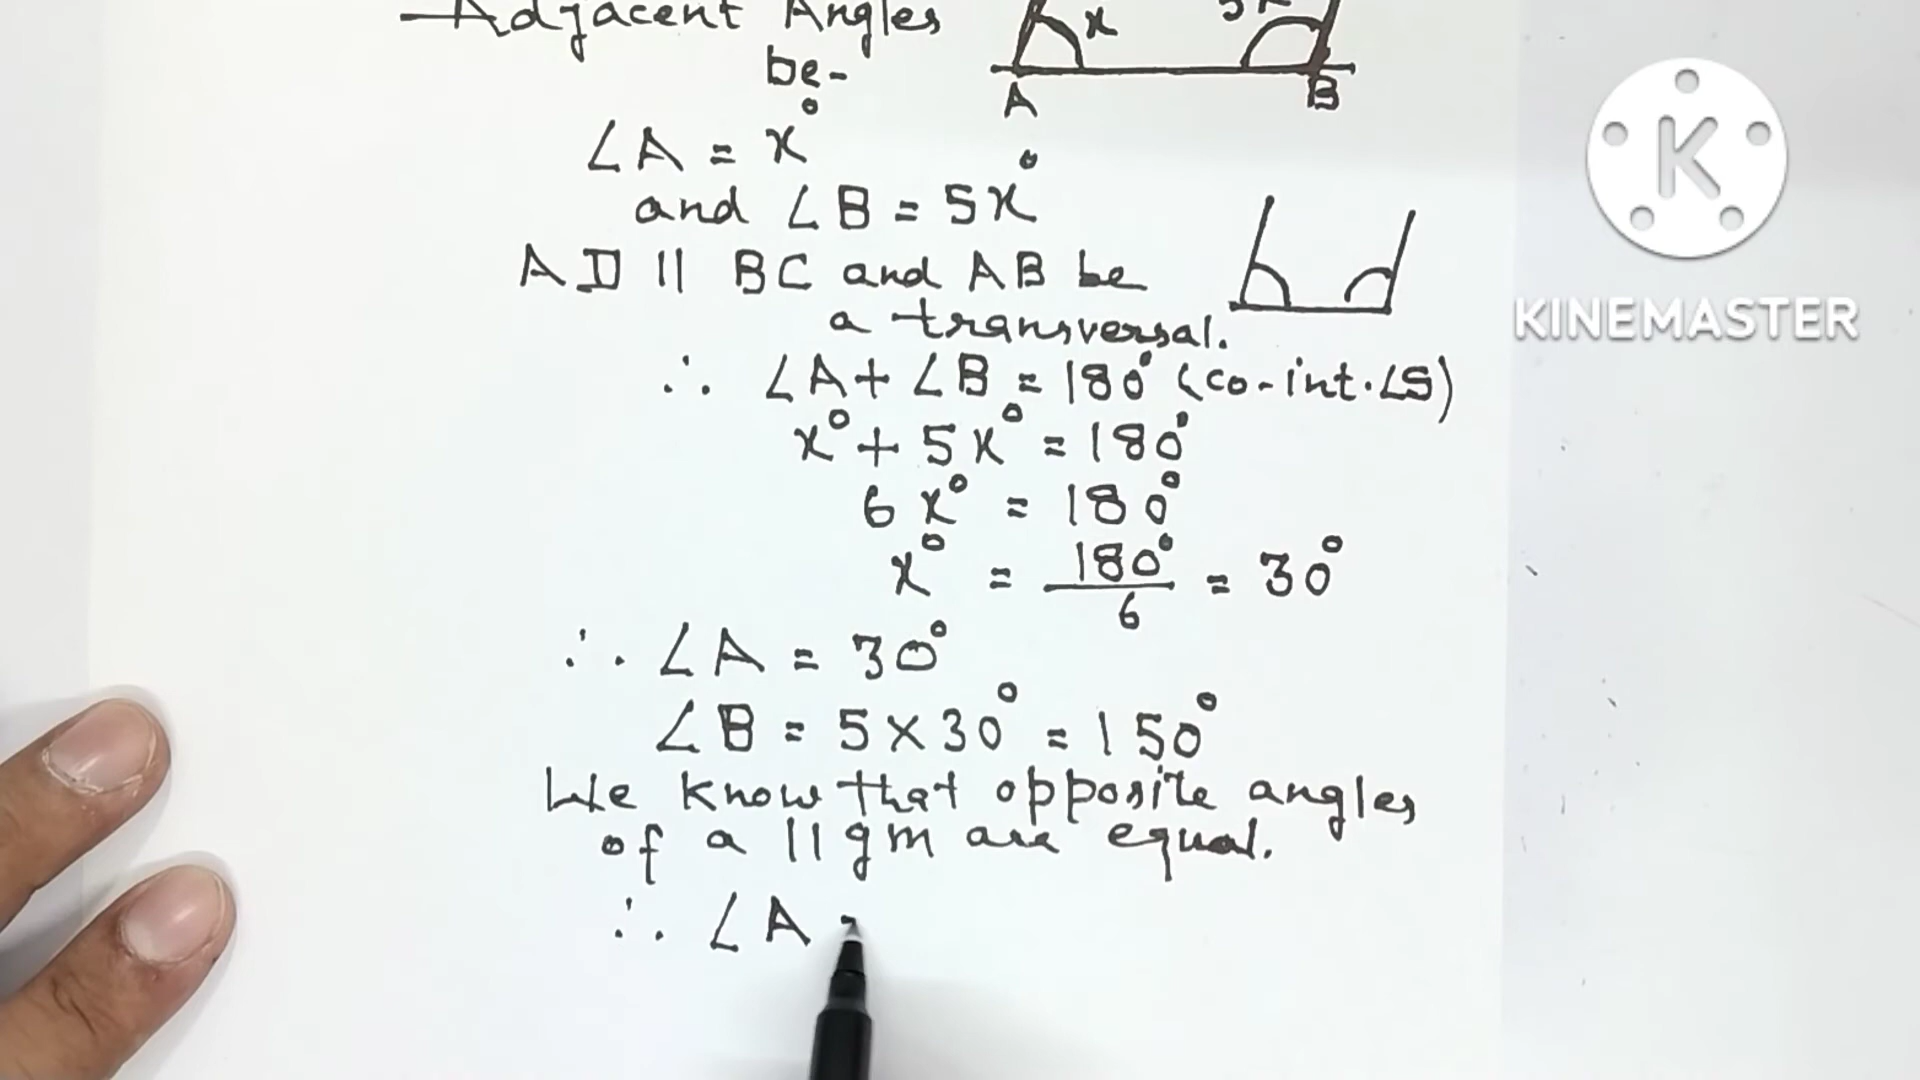 Adjacent Angles
be-
x 5x
A B
∠A = x°
and ∠B = 5x°
AD || BC and AB be
a transversal.
∴ ∠A + ∠B = 180° (co-int.∠S)
x° + 5x° = 180°
6x° = 180°
x° = 180°/6 = 30°
∴ ∠A = 30°
∠B = 5 × 30° = 150°
We know that opposite angles
of a ||gm are equal.
∴ ∠A -
K
KINEMASTER